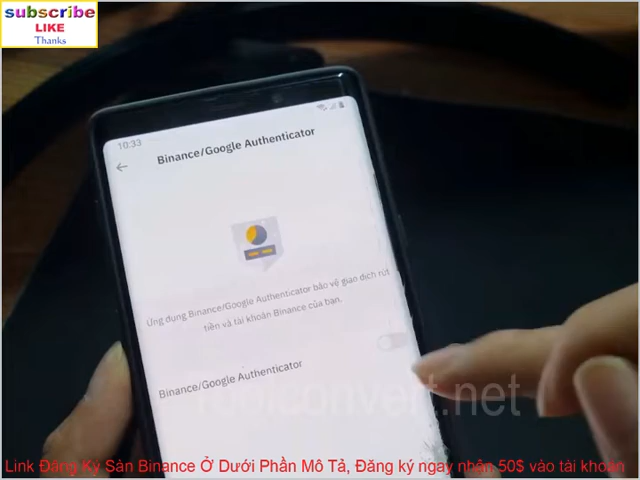 subscribe
LIKE
Thanks
10:33
Binance/Google Authenticator
Ứng dụng Binance/Google Authenticator bảo vệ giao dịch rút
tiền và tài khoản Binance của bạn.
Binance/Google Authenticator
Toolconvert.net
Link Đăng Ký Sàn Binance Ở Dưới Phần Mô Tả, Đăng ký ngay nhận 50$ vào tài khoản